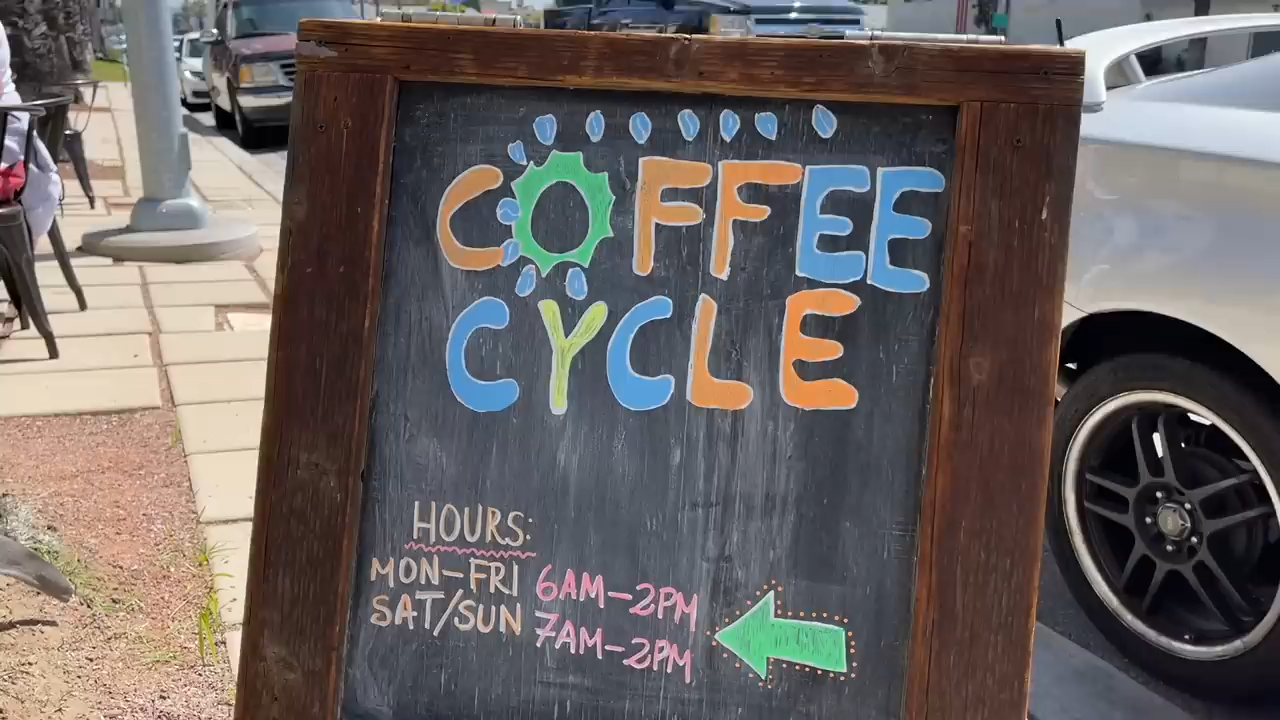 COFFEE
CYCLE
HOURS:
MON-FRI 6AM-2PM
SAT/SUN 7AM-2PM